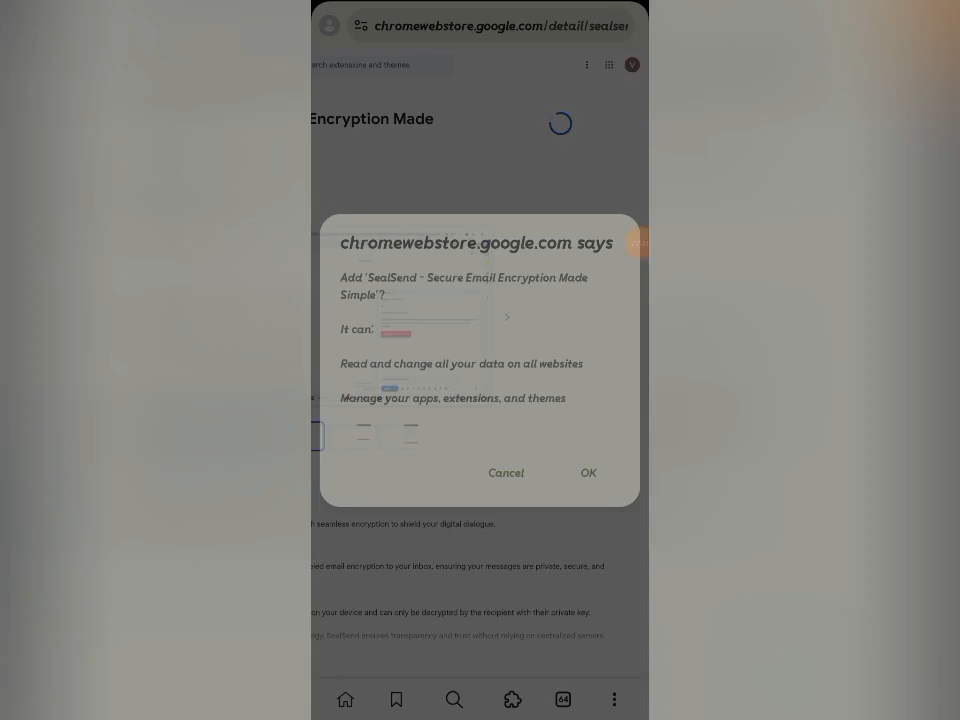 chromewebstore.google.com/detail/sealser
arch extensions and themes
V
Encryption Made
chromewebstore.google.com says
Add 'SealSend - Secure Email Encryption Made
Simple'?
It can:
Read and change all your data on all websites
Manage your apps, extensions, and themes
Cancel OK
h seamless encryption to shield your digital dialogue.
email encryption to your inbox, ensuring your messages are private, secure, and
on your device and can only be decrypted by the recipient with their private key.
ogy, SealSend ensures transparency and trust without relying on centralized servers.
64